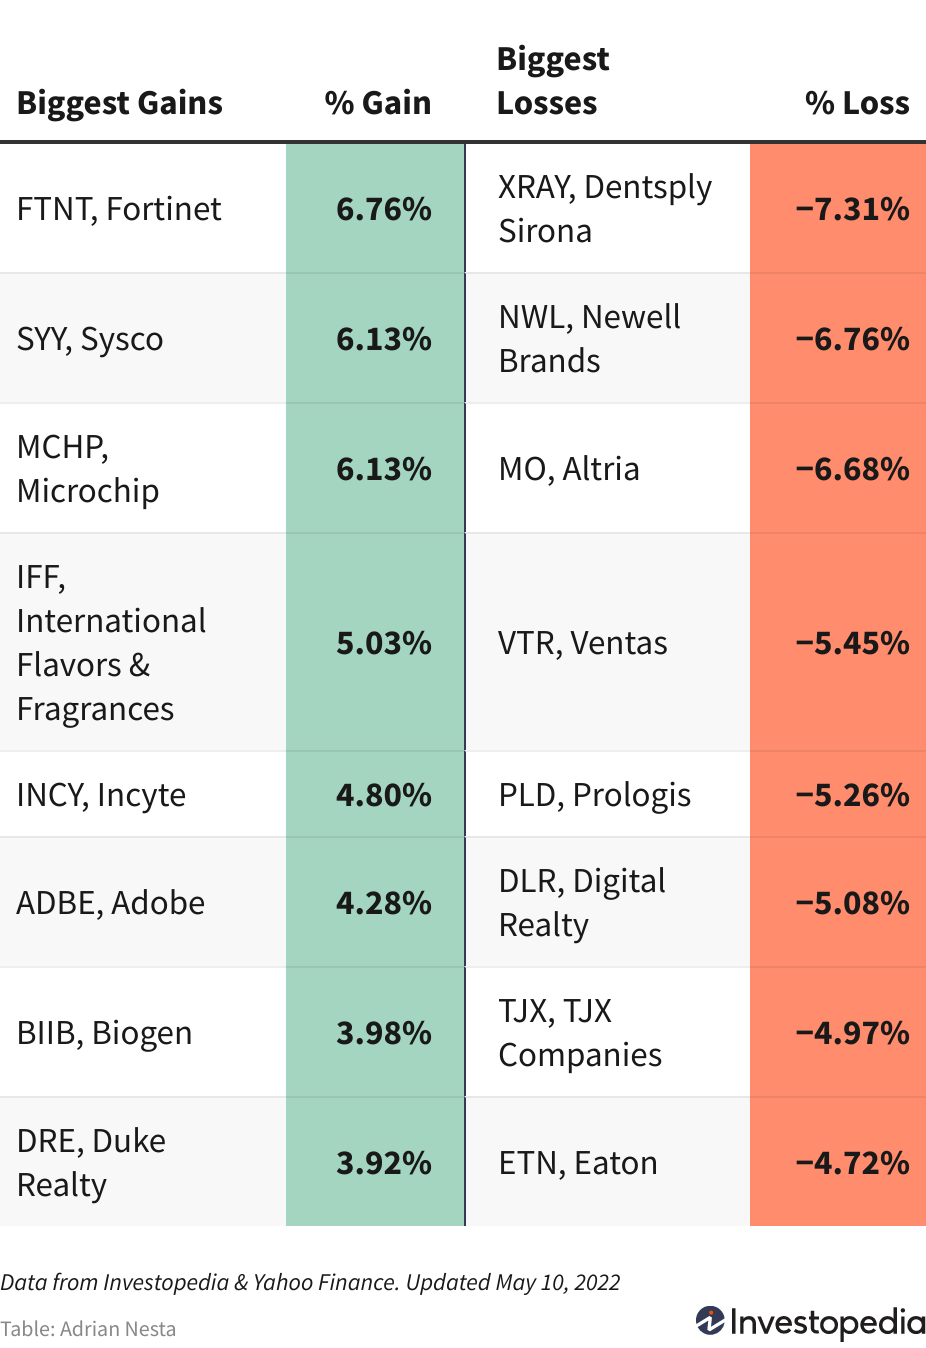 Biggest Gains % Gain Biggest
Losses % Loss
FTNT, Fortinet 6.76% XRAY, Dentsply
Sirona −7.31%
SYY, Sysco 6.13% NWL, Newell
Brands −6.76%
MCHP,
Microchip 6.13% MO, Altria −6.68%
IFF,
International
Flavors &
Fragrances 5.03% VTR, Ventas −5.45%
INCY, Incyte 4.80% PLD, Prologis −5.26%
ADBE, Adobe 4.28% DLR, Digital
Realty −5.08%
BIIB, Biogen 3.98% TJX, TJX
Companies −4.97%
DRE, Duke
Realty 3.92% ETN, Eaton −4.72%
Data from Investopedia & Yahoo Finance. Updated May 10, 2022
Table: Adrian Nesta
Investopedia